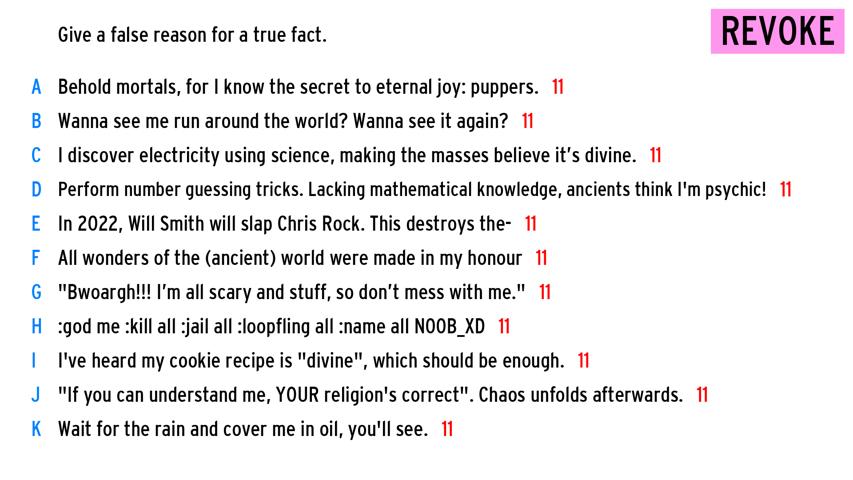 Give a false reason for a true fact.
REVOKE
A Behold mortals, for I know the secret to eternal joy: puppers. 11
B Wanna see me run around the world? Wanna see it again? 11
C I discover electricity using science, making the masses believe it’s divine. 11
D Perform number guessing tricks. Lacking mathematical knowledge, ancients think I'm psychic! 11
E In 2022, Will Smith will slap Chris Rock. This destroys the- 11
F All wonders of the (ancient) world were made in my honour 11
G "Bwoargh!!! I’m all scary and stuff, so don’t mess with me." 11
H :god me :kill all :jail all :loopfling all :name all N00B_XD 11
I I've heard my cookie recipe is "divine", which should be enough. 11
J "If you can understand me, YOUR religion's correct". Chaos unfolds afterwards. 11
K Wait for the rain and cover me in oil, you'll see. 11